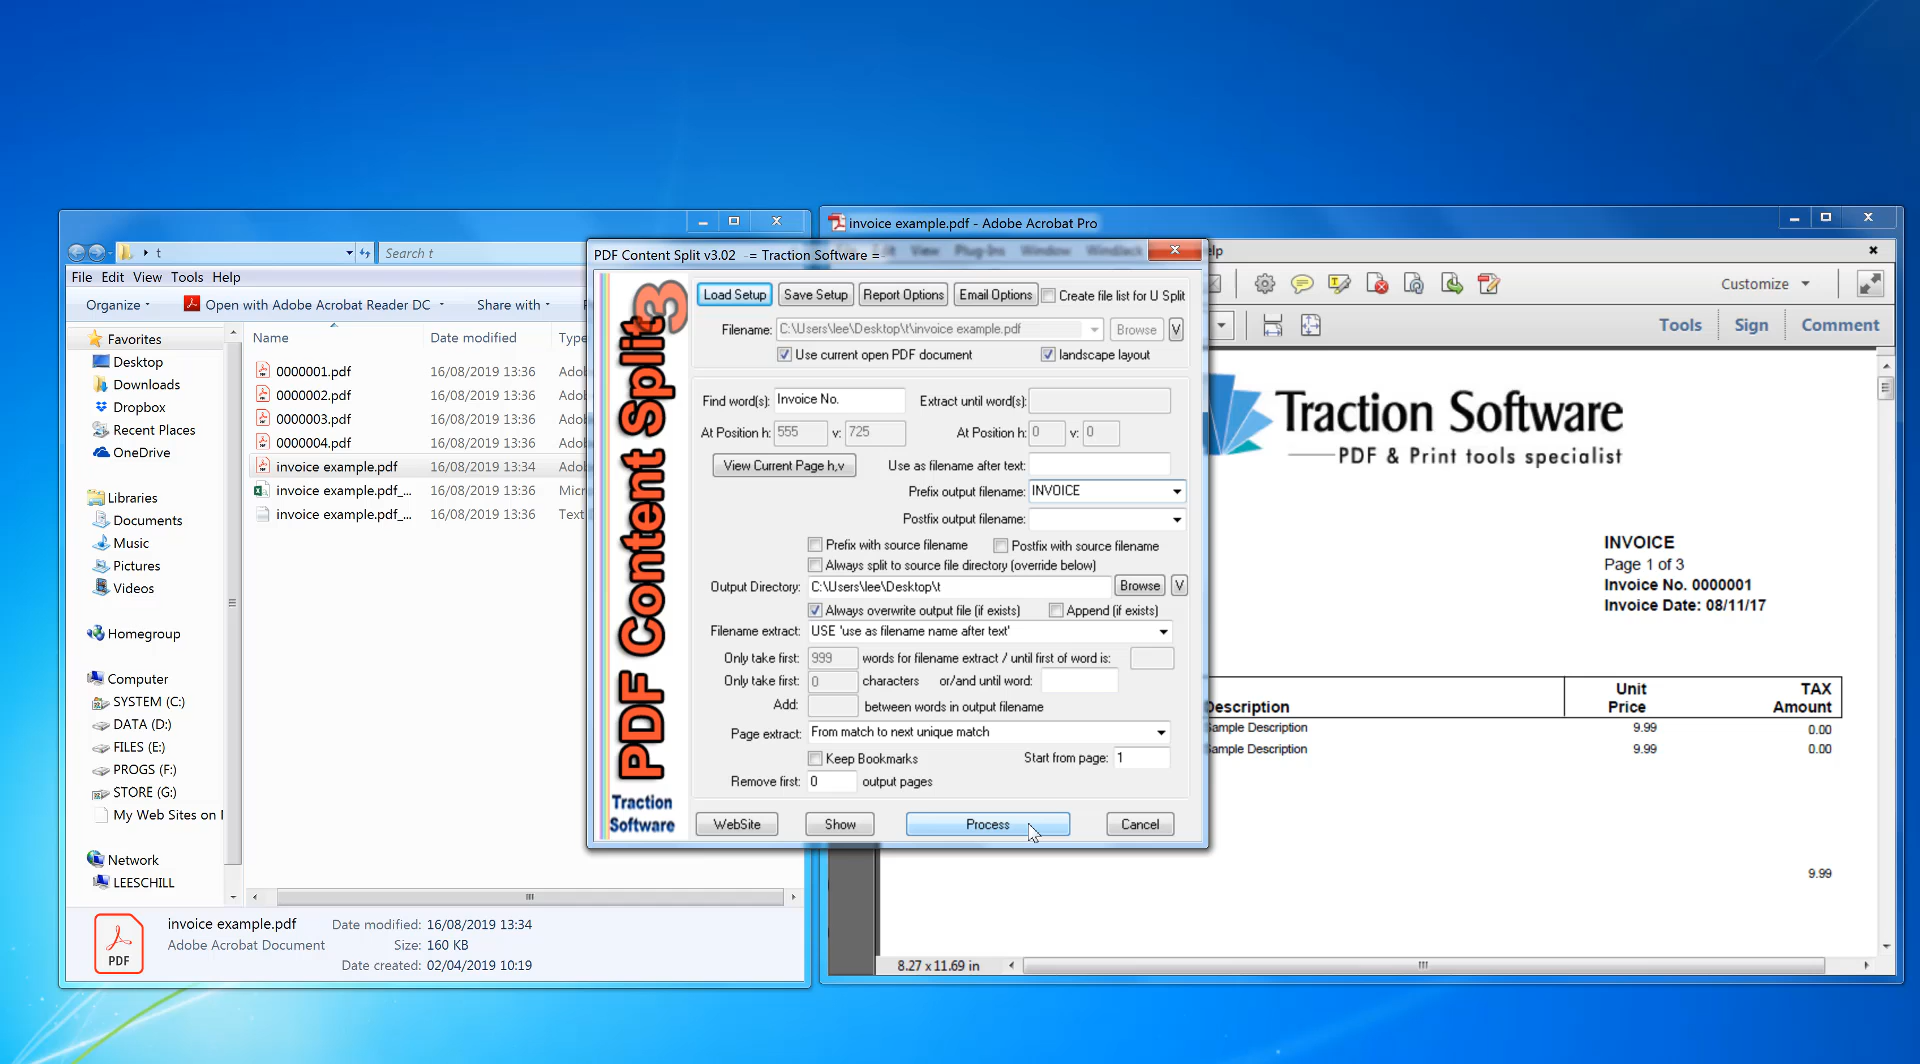 t
Search t
File Edit View Tools Help
Organize
Open with Adobe Acrobat Reader DC
Share with
Favorites
Desktop
Downloads
Dropbox
Recent Places
OneDrive
Libraries
Documents
Music
Pictures
Videos
Homegroup
Computer
SYSTEM (C:)
DATA (D:)
FILES (E:)
PROGS (F:)
STORE (G:)
My Web Sites on
Network
LEESCHILL
Name Date modified Type
0000001.pdf 16/08/2019 13:36 Adol
0000002.pdf 16/08/2019 13:36 Adol
0000003.pdf 16/08/2019 13:36 Adol
0000004.pdf 16/08/2019 13:36 Adol
invoice example.pdf 16/08/2019 13:34 Adol
invoice example.pdf_... 16/08/2019 13:36 Micr
invoice example.pdf_... 16/08/2019 13:36 Text
PDF
invoice example.pdf Date modified: 16/08/2019 13:34
Adobe Acrobat Document Size: 160 KB
Date created: 02/04/2019 10:19
PDF Content Split v3.02 -= Traction Software =-
PDF Content Split 3
Traction
Software
Load Setup Save Setup Report Options Email Options Create file list for U Split
Filename: C:\Users\lee\Desktop\t\invoice example.pdf Browse V
Use current open PDF document landscape layout
Find word(s): Invoice No. Extract until word(s):
At Position h: 555 v: 725 At Position h: 0 v: 0
View Current Page h,v Use as filename after text:
Prefix output filename: INVOICE
Postfix output filename:
Prefix with source filename Postfix with source filename
Always split to source file directory (override below)
Output Directory: C:\Users\lee\Desktop\t Browse V
Always overwrite output file (if exists) Append (if exists)
Filename extract: USE 'use as filename name after text'
Only take first: 999 words for filename extract / until first of word is:
Only take first: 0 characters or/and until word:
Add: between words in output filename
Page extract: From match to next unique match
Keep Bookmarks Start from page: 1
Remove first: 0 output pages
WebSite Show Process Cancel
invoice example.pdf - Adobe Acrobat Pro
View Plug-Ins Window elp
Customize
Tools Sign Comment
Traction Software
PDF & Print tools specialist
INVOICE
Page 1 of 3
Invoice No. 0000001
Invoice Date: 08/11/17
Description Unit Price TAX Amount
Sample Description 9.99 0.00
Sample Description 9.99 0.00
9.99
8.27 x 11.69 in